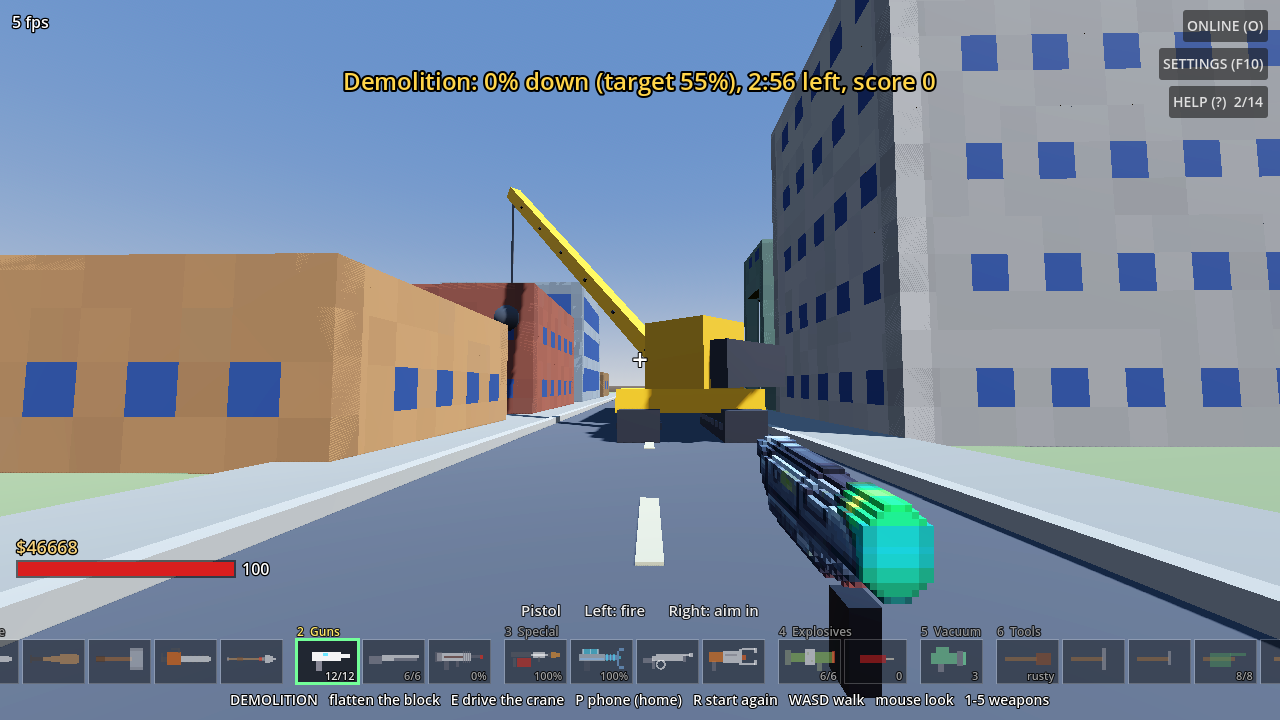 5 fps
ONLINE (O)
SETTINGS (F10)
HELP (?) 2/14
Demolition: 0% down (target 55%), 2:56 left, score 0
$46668
100
Pistol Left: fire Right: aim in
e 2 Guns 3 Special 4 Explosives 5 Vacuum 6 Tools
12/12 6/6 0% 100% 100% 6/6 0 3 rusty 8/8
DEMOLITION flatten the block E drive the crane P phone (home) R start again WASD walk mouse look 1-5 weapons